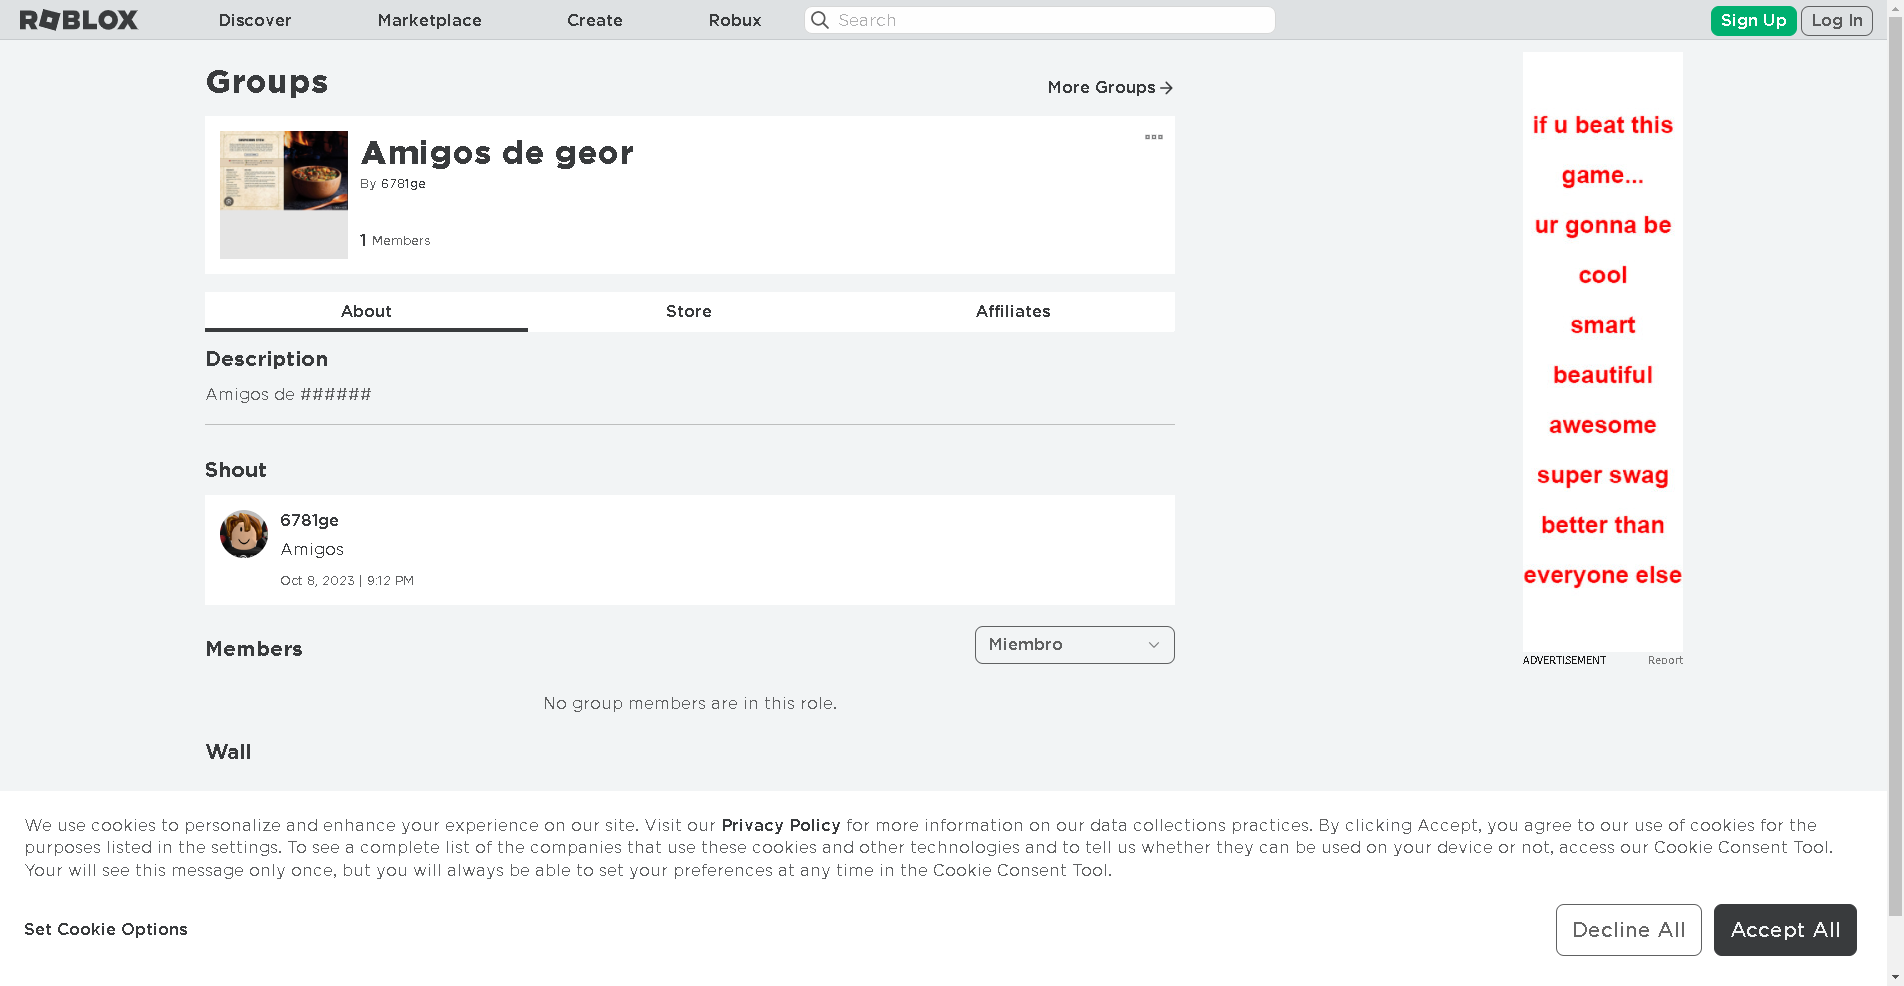 ROBLOX Discover Marketplace Create Robux Search Sign Up Log In
Groups
More Groups
Amigos de geor
By 6781ge
1 Members
About Store Affiliates
Description
Amigos de ######
Shout
6781ge
Amigos
Oct 8, 2023 | 9:12 PM
Members
Miembro
No group members are in this role.
Wall
if u beat this
game...
ur gonna be
cool
smart
beautiful
awesome
super swag
better than
everyone else
ADVERTISEMENT Report
We use cookies to personalize and enhance your experience on our site. Visit our Privacy Policy for more information on our data collections practices. By clicking Accept, you agree to our use of cookies for the
purposes listed in the settings. To see a complete list of the companies that use these cookies and other technologies and to tell us whether they can be used on your device or not, access our Cookie Consent Tool.
Your will see this message only once, but you will always be able to set your preferences at any time in the Cookie Consent Tool.
Set Cookie Options
Decline All
Accept All